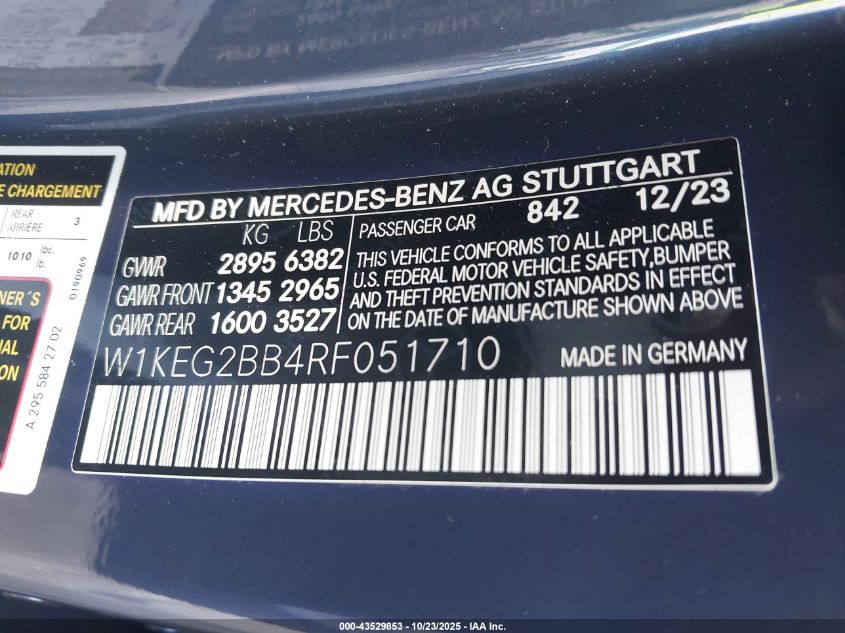 MFD BY MERCEDES-BENZ AG STUTTGART
KG LBS
PASSENGER CAR 842 12/23
GVWR 2895 6382
GAWR FRONT 1345 2965
GAWR REAR 1600 3527
THIS VEHICLE CONFORMS TO ALL APPLICABLE
U.S. FEDERAL MOTOR VEHICLE SAFETY,BUMPER
AND THEFT PREVENTION STANDARDS IN EFFECT
ON THE DATE OF MANUFACTURE SHOWN ABOVE
W1KEG2BB4RF051710 MADE IN GERMANY
ATION
E CHARGEMENT
REAR
ARRIÈRE 3
1010 lbs.
lb.
0190969
NER´S
FOR
IAL
ON
A 295 584 27 02
000-43529853 - 10/23/2025 - IAA Inc.